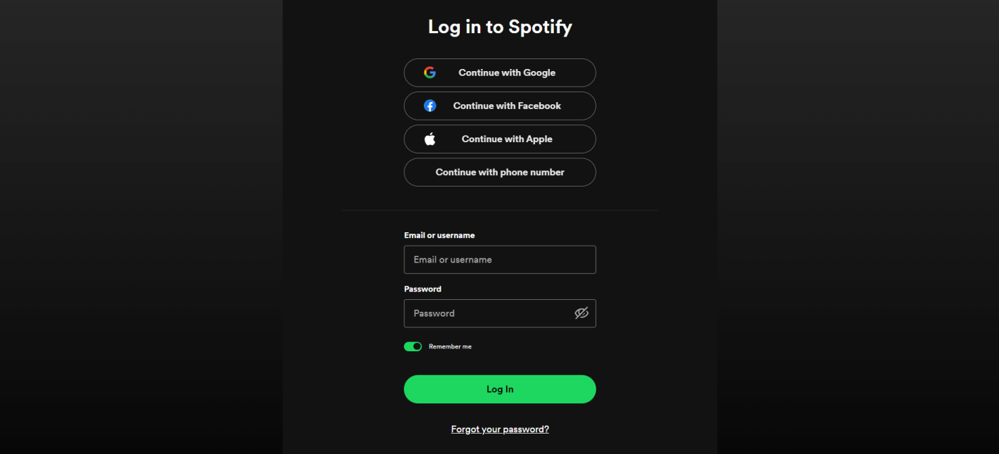 Log in to Spotify
Continue with Google
Continue with Facebook
Continue with Apple
Continue with phone number
Email or username
Email or username
Password
Password
Remember me
Log In
Forgot your password?